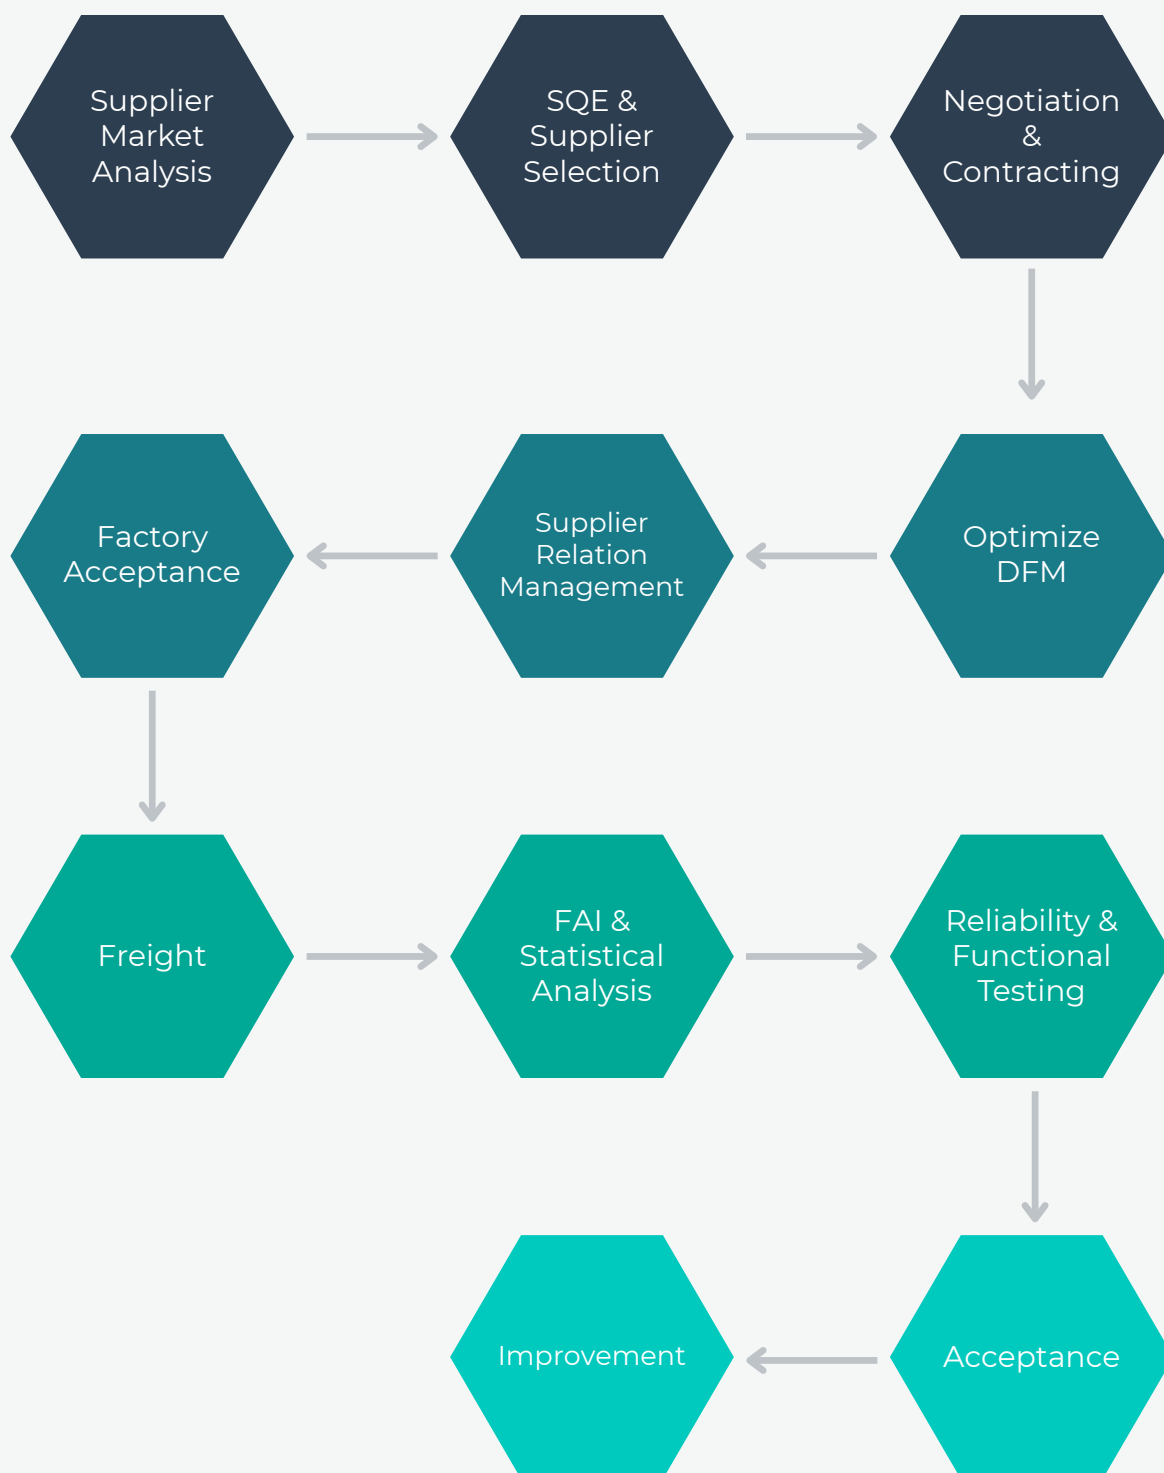 Supplier
Market
Analysis
SQE &
Supplier
Selection
Negotiation
&
Contracting
Optimize
DFM
Supplier
Relation
Management
Factory
Acceptance
Freight
FAI &
Statistical
Analysis
Reliability &
Functional
Testing
Acceptance
Improvement